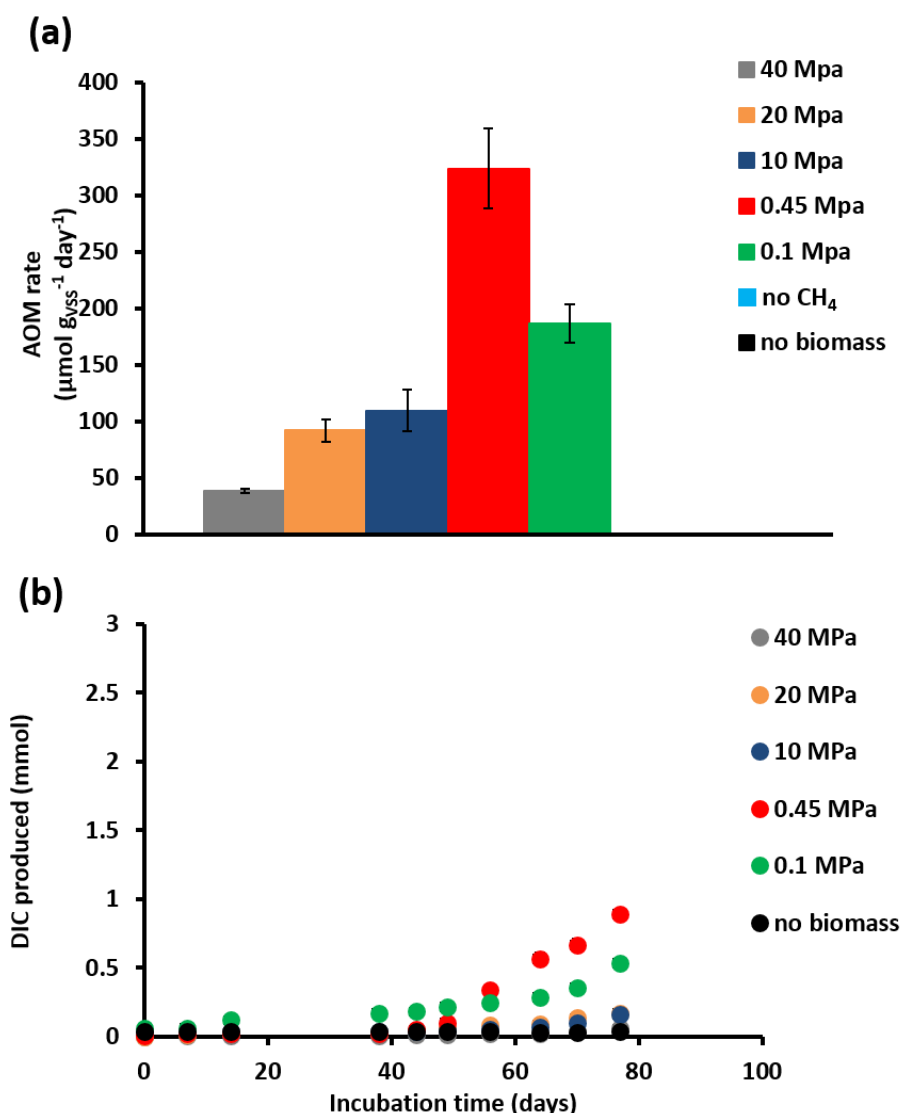 (a)
400
350
300
250
200
150
100
50
0
AOM rate
(µmol gVSS⁻¹ day⁻¹)
40 Mpa
20 Mpa
10 Mpa
0.45 Mpa
0.1 Mpa
no CH₄
no biomass
(b)
3
2.5
2
1.5
1
0.5
0
DIC produced (mmol)
40 MPa
20 MPa
10 MPa
0.45 MPa
0.1 MPa
no biomass
0 20 40 60 80 100
Incubation time (days)